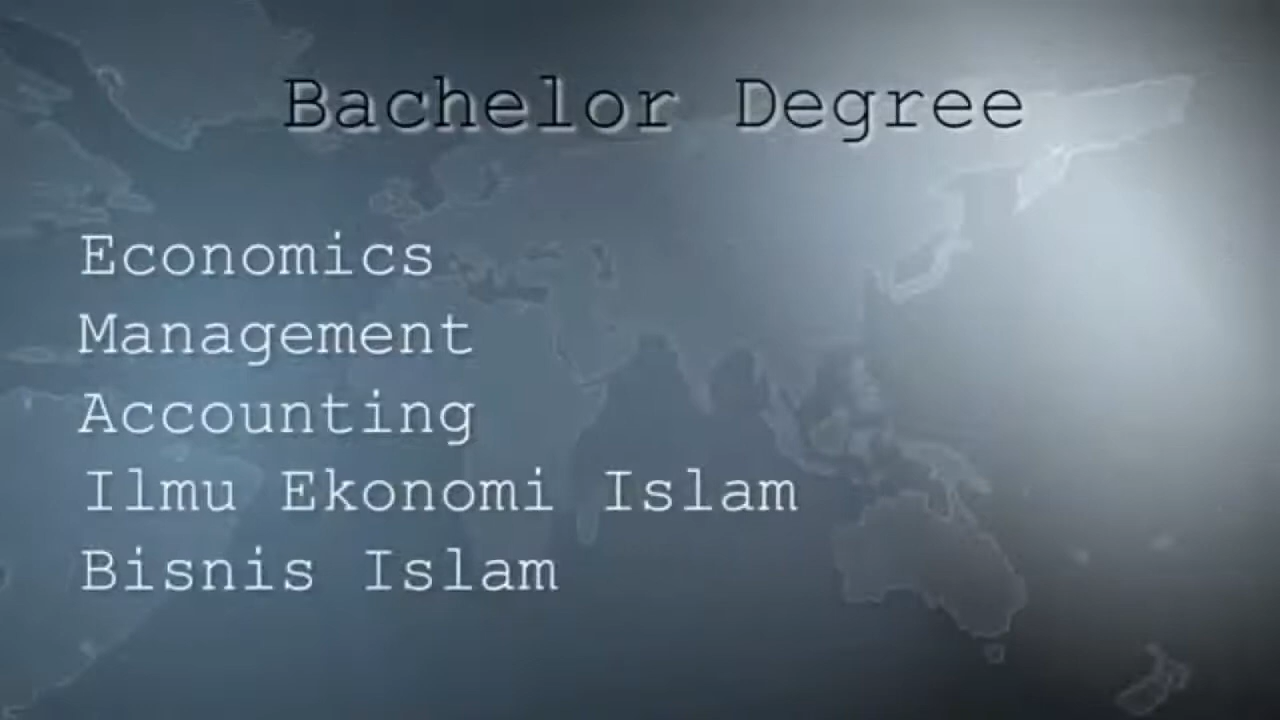 Bachelor Degree
Economics
Management
Accounting
Ilmu Ekonomi Islam
Bisnis Islam